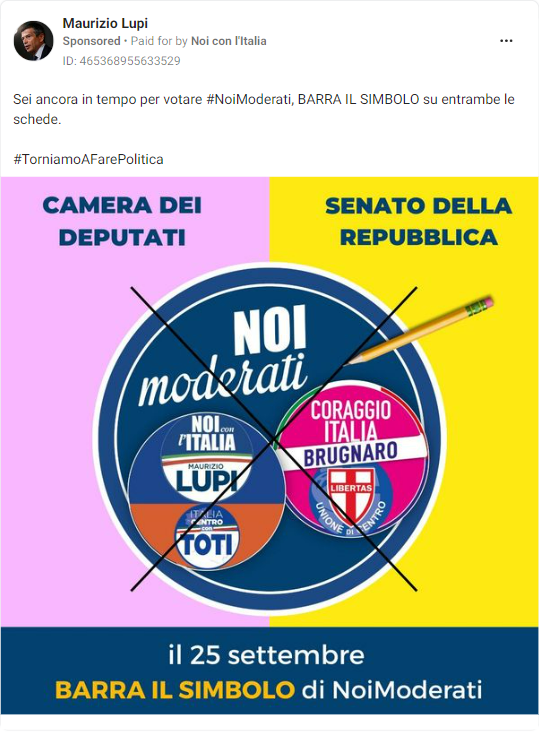 Maurizio Lupi
Sponsored • Paid for by Noi con l'Italia
ID: 465368955633529
Sei ancora in tempo per votare #NoiModerati, BARRA IL SIMBOLO su entrambe le
schede.
#TorniamoAFarePolitica
CAMERA DEI
DEPUTATI
SENATO DELLA
REPUBBLICA
NOI
moderati
NOI con
l'ITALIA
MAURIZIO
LUPI
ITALIA
AL CENTRO
con
TOTI
CORAGGIO
ITALIA
BRUGNARO
LIBERTAS
UNIONE DI CENTRO
il 25 settembre
BARRA IL SIMBOLO di NoiModerati